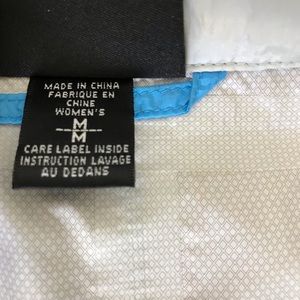 MADE IN CHINA
FABRIQUE EN
CHINE
WOMEN'S
M
M
CARE LABEL INSIDE
INSTRUCTION LAVAGE
AU DEDANS